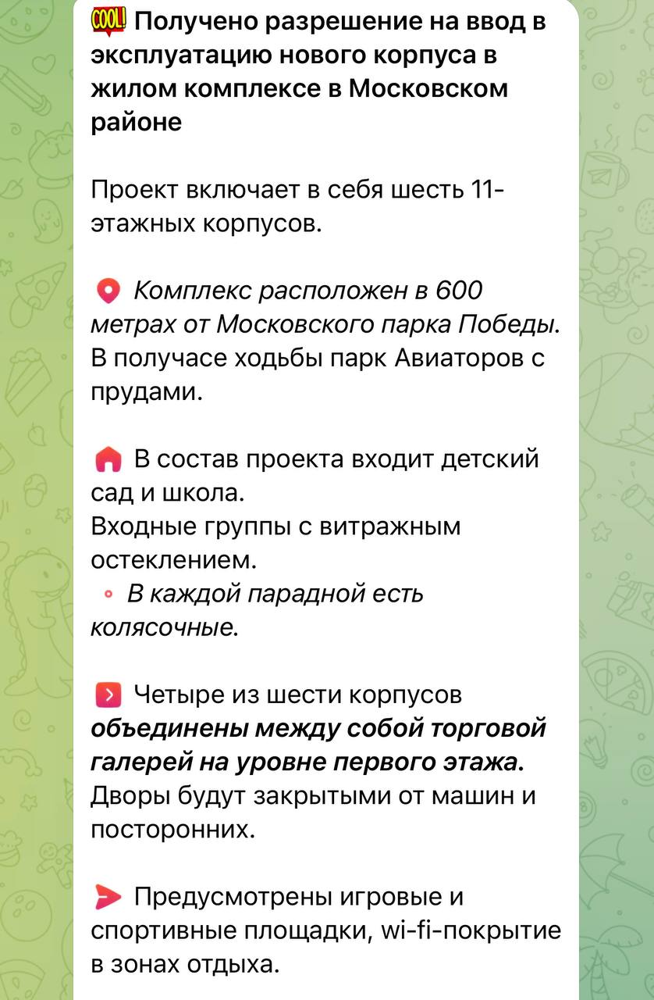 COOL! Получено разрешение на ввод в
эксплуатацию нового корпуса в
жилом комплексе в Московском
районе
Проект включает в себя шесть 11-
этажных корпусов.
Комплекс расположен в 600
метрах от Московского парка Победы.
В получасе ходьбы парк Авиаторов с
прудами.
В состав проекта входит детский
сад и школа.
Входные группы с витражным
остеклением.
В каждой парадной есть
колясочные.
Четыре из шести корпусов
объединены между собой торговой
галерей на уровне первого этажа.
Дворы будут закрытыми от машин и
посторонних.
Предусмотрены игровые и
спортивные площадки, wi-fi-покрытие
в зонах отдыха.